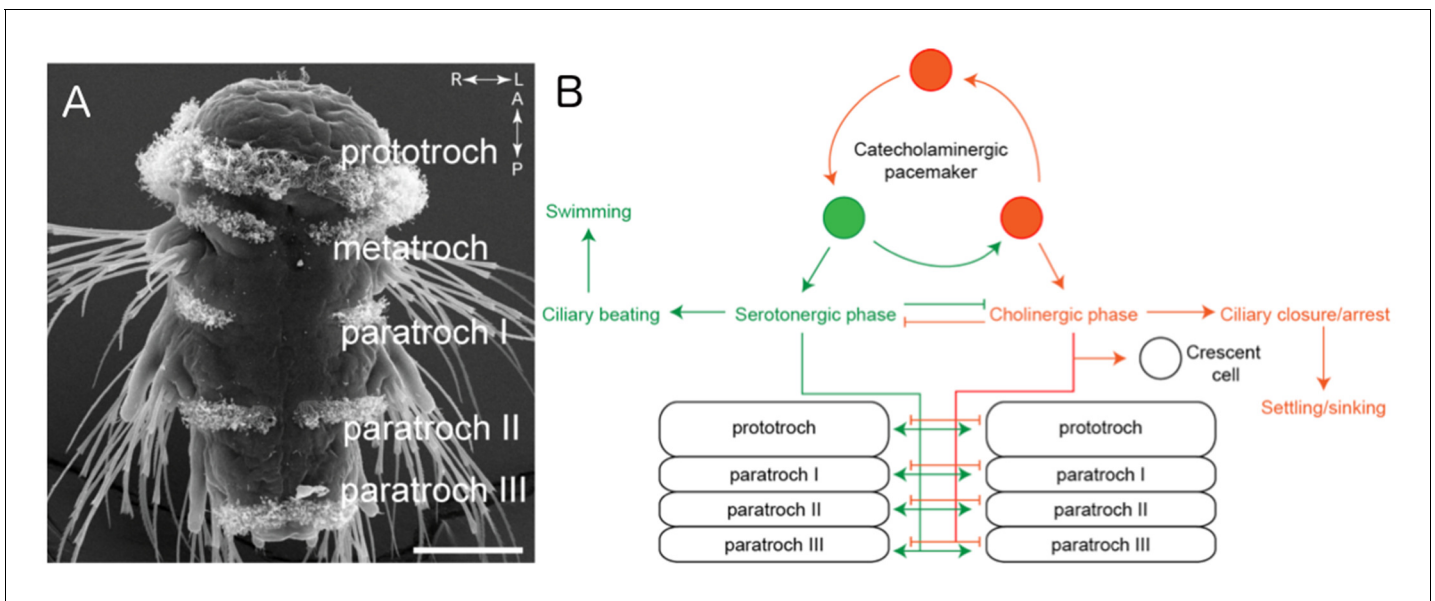 A
R L
A
P
prototroch
metatroch
paratroch I
paratroch II
paratroch III
B
Catecholaminergic
pacemaker
Swimming
Ciliary beating
Serotonergic phase
Cholinergic phase
Ciliary closure/arrest
Crescent
cell
Settling/sinking
prototroch
prototroch
paratroch I
paratroch I
paratroch II
paratroch II
paratroch III
paratroch III